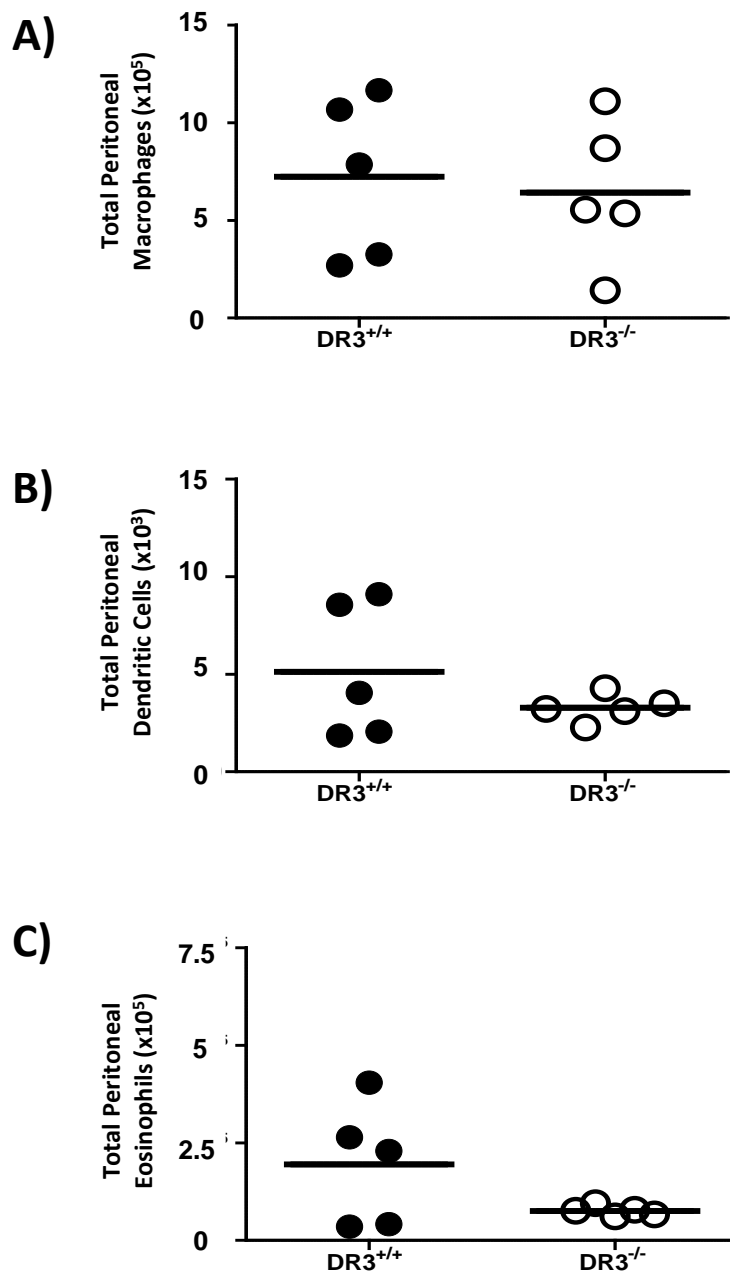 A)
Total Peritoneal
Macrophages (x10⁵)
15
10
5
0
DR3⁺/⁺
DR3⁻/⁻
B)
Total Peritoneal
Dendritic Cells (x10³)
15
10
5
0
DR3⁺/⁺
DR3⁻/⁻
C)
Total Peritoneal
Eosinophils (x10⁵)
7.5
5
2.5
0
DR3⁺/⁺
DR3⁻/⁻